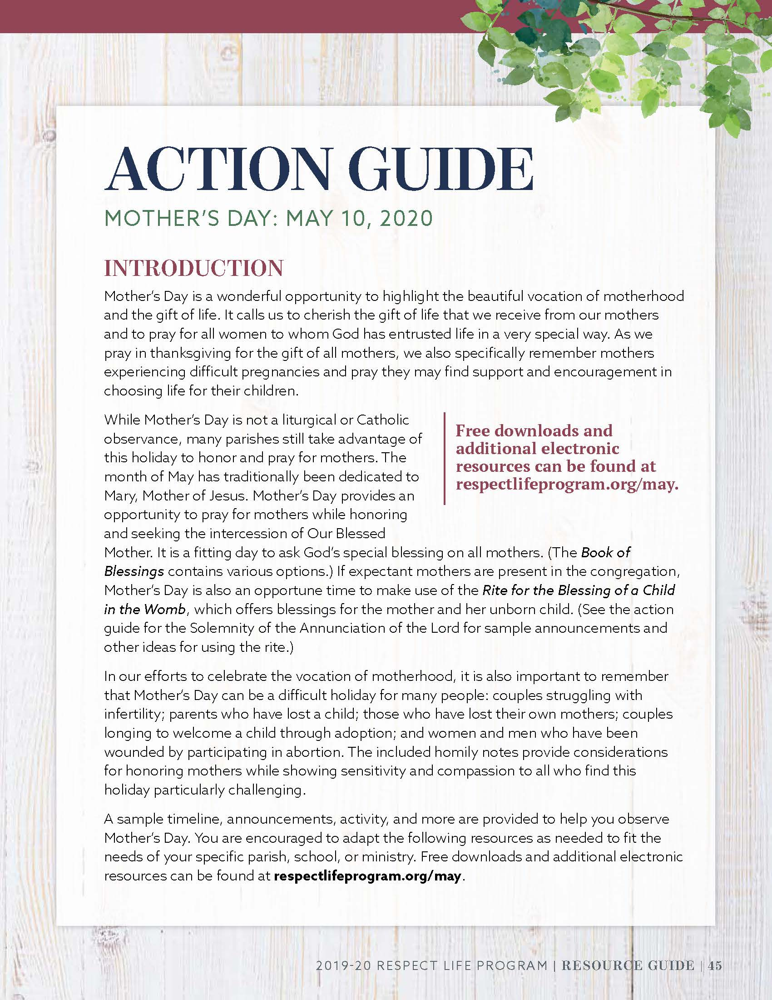 ACTION GUIDE
MOTHER'S DAY: MAY 10, 2020
INTRODUCTION
Mother's Day is a wonderful opportunity to highlight the beautiful vocation of motherhood
and the gift of life. It calls us to cherish the gift of life that we receive from our mothers
and to pray for all women to whom God has entrusted life in a very special way. As we
pray in thanksgiving for the gift of all mothers, we also specifically remember mothers
experiencing difficult pregnancies and pray they may find support and encouragement in
choosing life for their children.
While Mother's Day is not a liturgical or Catholic
observance, many parishes still take advantage of
this holiday to honor and pray for mothers. The
month of May has traditionally been dedicated to
Mary, Mother of Jesus. Mother's Day provides an
opportunity to pray for mothers while honoring
and seeking the intercession of Our Blessed
Mother. It is a fitting day to ask God's special blessing on all mothers. (The Book of
Blessings contains various options.) If expectant mothers are present in the congregation,
Mother's Day is also an opportune time to make use of the Rite for the Blessing of a Child
in the Womb, which offers blessings for the mother and her unborn child. (See the action
guide for the Solemnity of the Annunciation of the Lord for sample announcements and
other ideas for using the rite.)
Free downloads and
additional electronic
resources can be found at
respectlifeprogram.org/may.
In our efforts to celebrate the vocation of motherhood, it is also important to remember
that Mother's Day can be a difficult holiday for many people: couples struggling with
infertility; parents who have lost a child; those who have lost their own mothers; couples
longing to welcome a child through adoption; and women and men who have been
wounded by participating in abortion. The included homily notes provide considerations
for honoring mothers while showing sensitivity and compassion to all who find this
holiday particularly challenging.
A sample timeline, announcements, activity, and more are provided to help you observe
Mother's Day. You are encouraged to adapt the following resources as needed to fit the
needs of your specific parish, school, or ministry. Free downloads and additional electronic
resources can be found at respectlifeprogram.org/may.
2019-20 RESPECT LIFE PROGRAM | RESOURCE GUIDE | 45